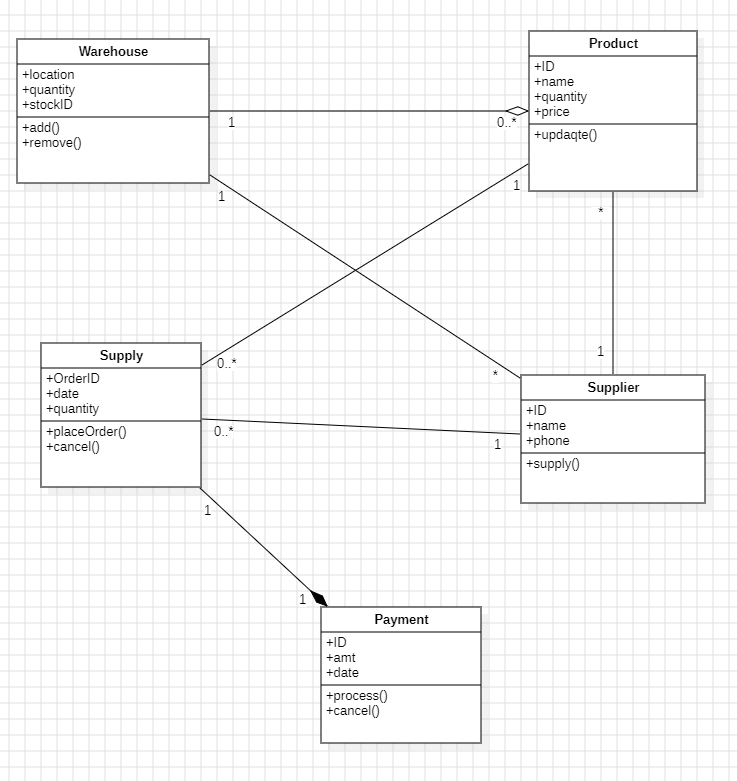 Warehouse
+location
+quantity
+stockID
+add()
+remove()
Product
+ID
+name
+quantity
+price
+updaqte()
1
0..*
1
1
*
0..*
*
1
Supply
+OrderID
+date
+quantity
+placeOrder()
+cancel()
Supplier
+ID
+name
+phone
+supply()
0..*
1
1
1
Payment
+ID
+amt
+date
+process()
+cancel()